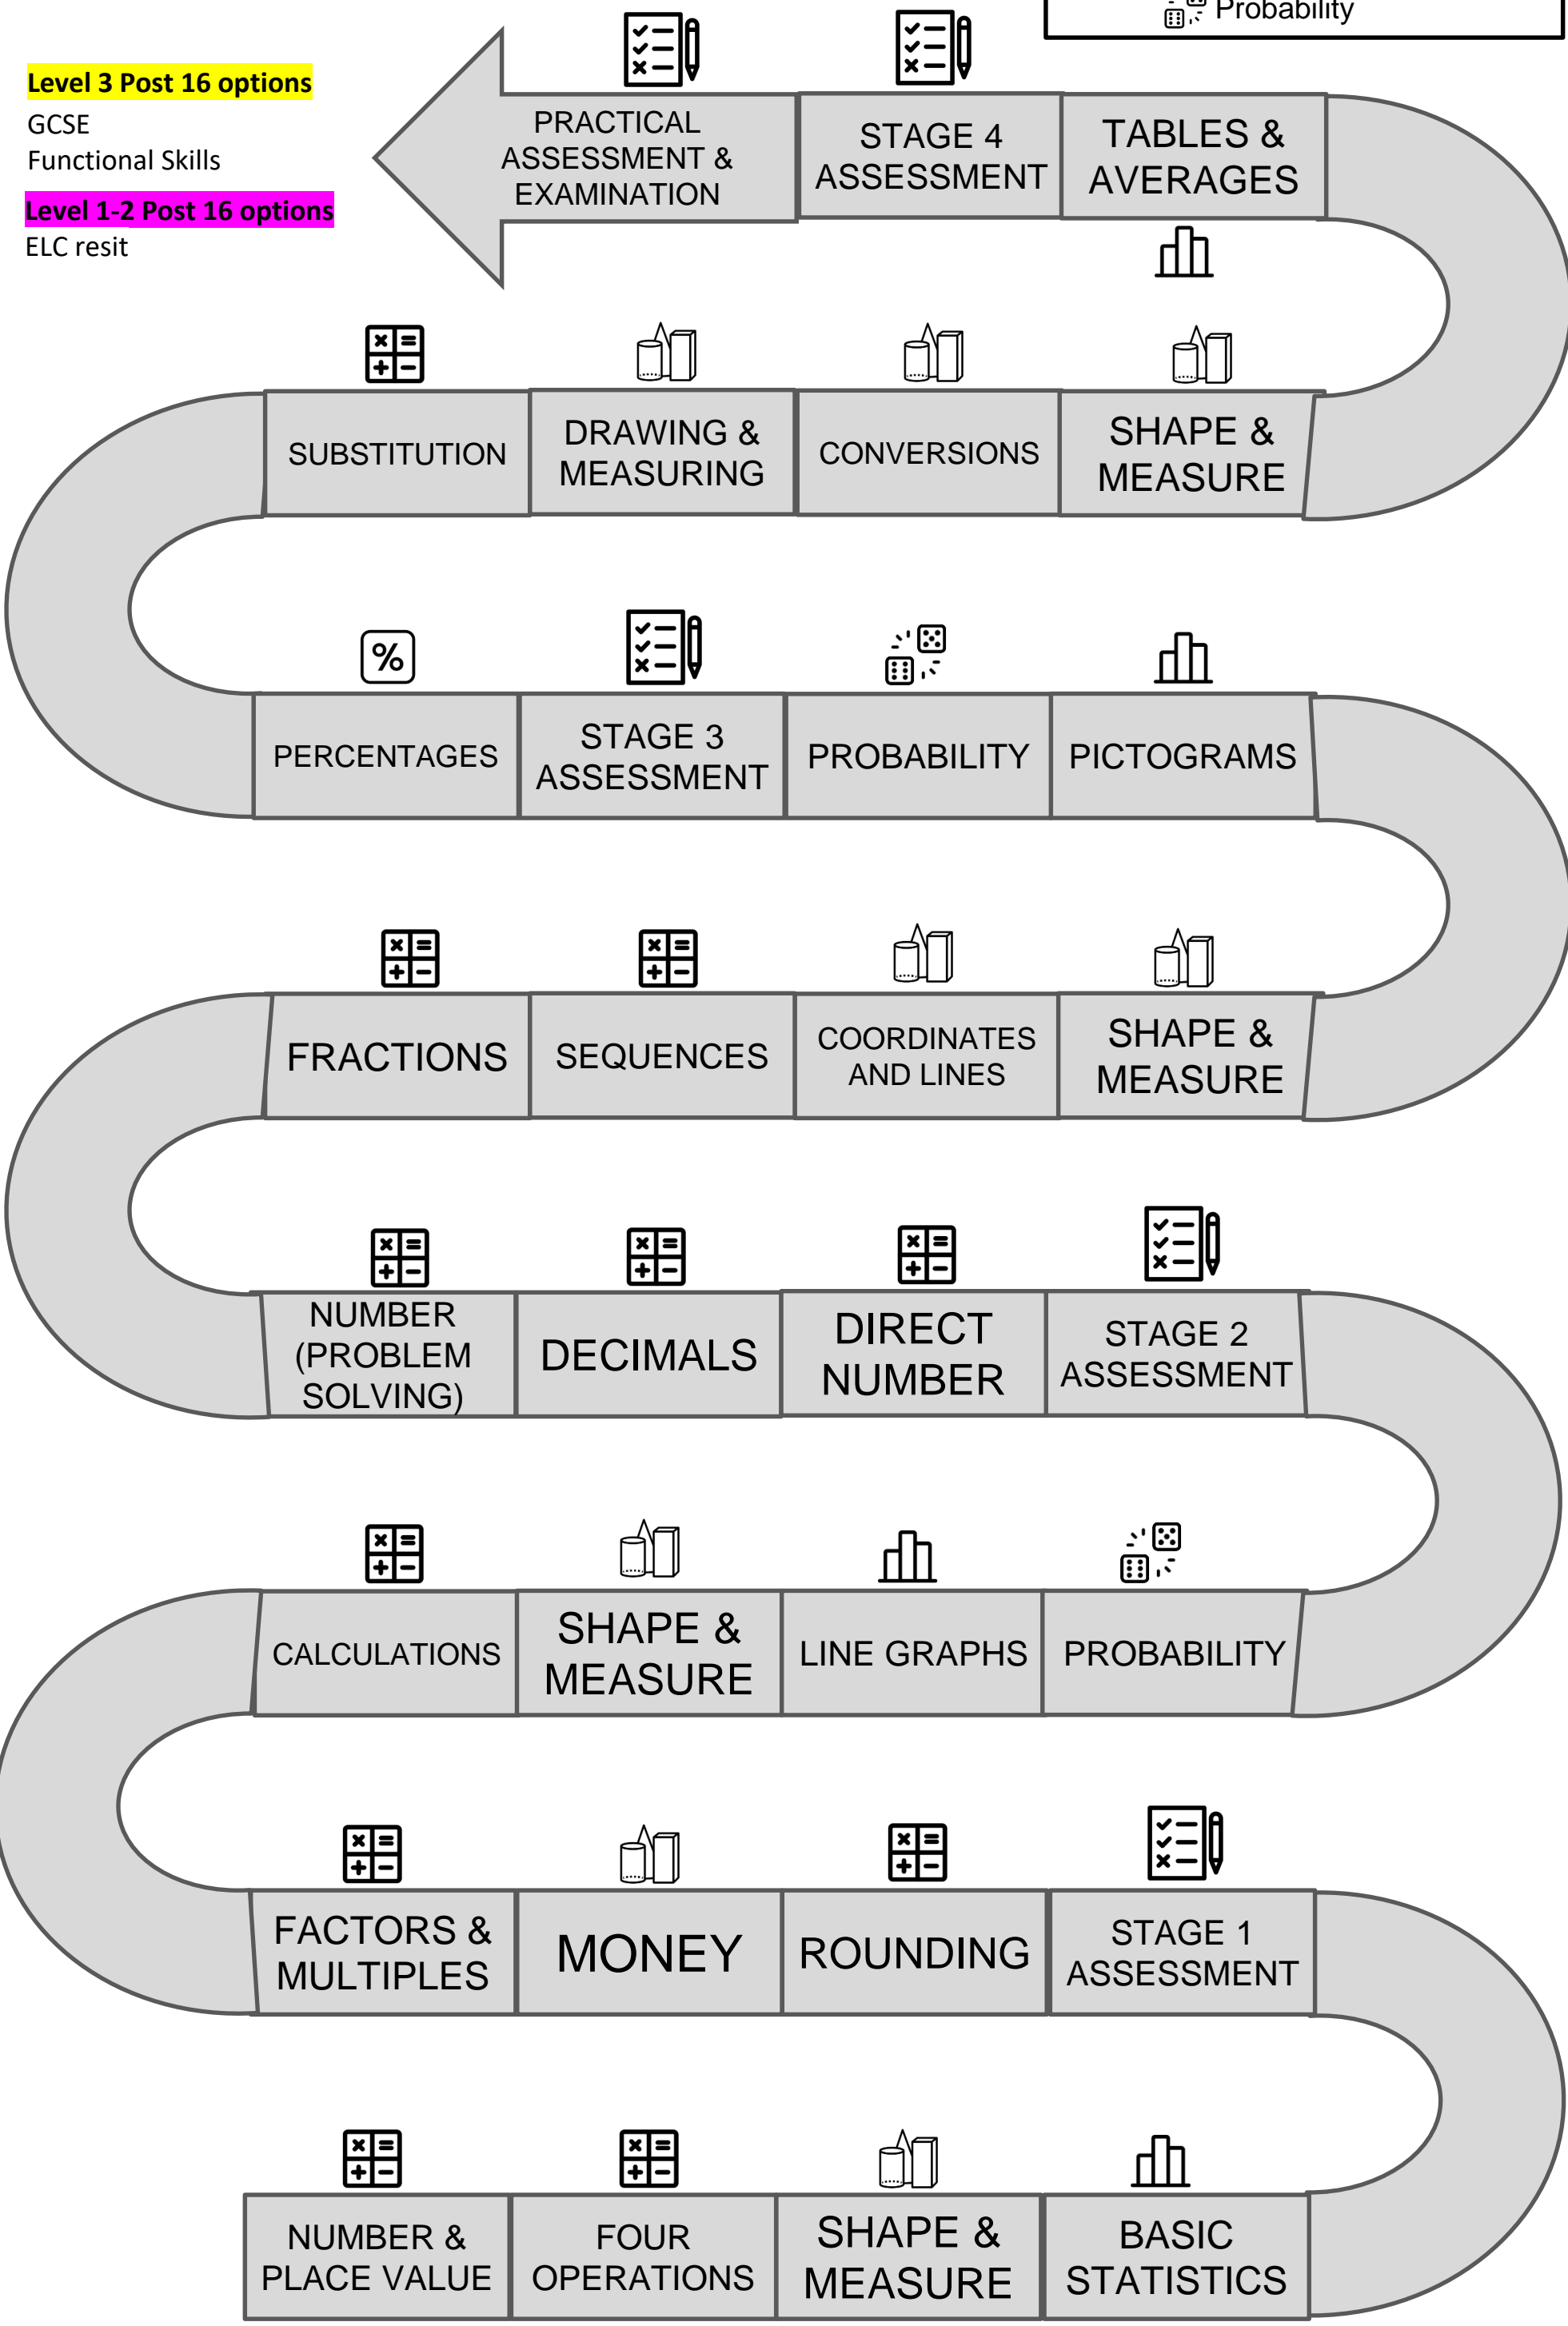 Probability
Level 3 Post 16 options
GCSE
Functional Skills
Level 1-2 Post 16 options
ELC resit
PRACTICAL
ASSESSMENT &
EXAMINATION
STAGE 4
ASSESSMENT
TABLES &
AVERAGES
SUBSTITUTION
DRAWING &
MEASURING
CONVERSIONS
SHAPE &
MEASURE
%
PERCENTAGES
STAGE 3
ASSESSMENT
PROBABILITY
PICTOGRAMS
FRACTIONS
SEQUENCES
COORDINATES
AND LINES
SHAPE &
MEASURE
NUMBER
(PROBLEM
SOLVING)
DECIMALS
DIRECT
NUMBER
STAGE 2
ASSESSMENT
CALCULATIONS
SHAPE &
MEASURE
LINE GRAPHS
PROBABILITY
FACTORS &
MULTIPLES
MONEY
ROUNDING
STAGE 1
ASSESSMENT
NUMBER &
PLACE VALUE
FOUR
OPERATIONS
SHAPE &
MEASURE
BASIC
STATISTICS